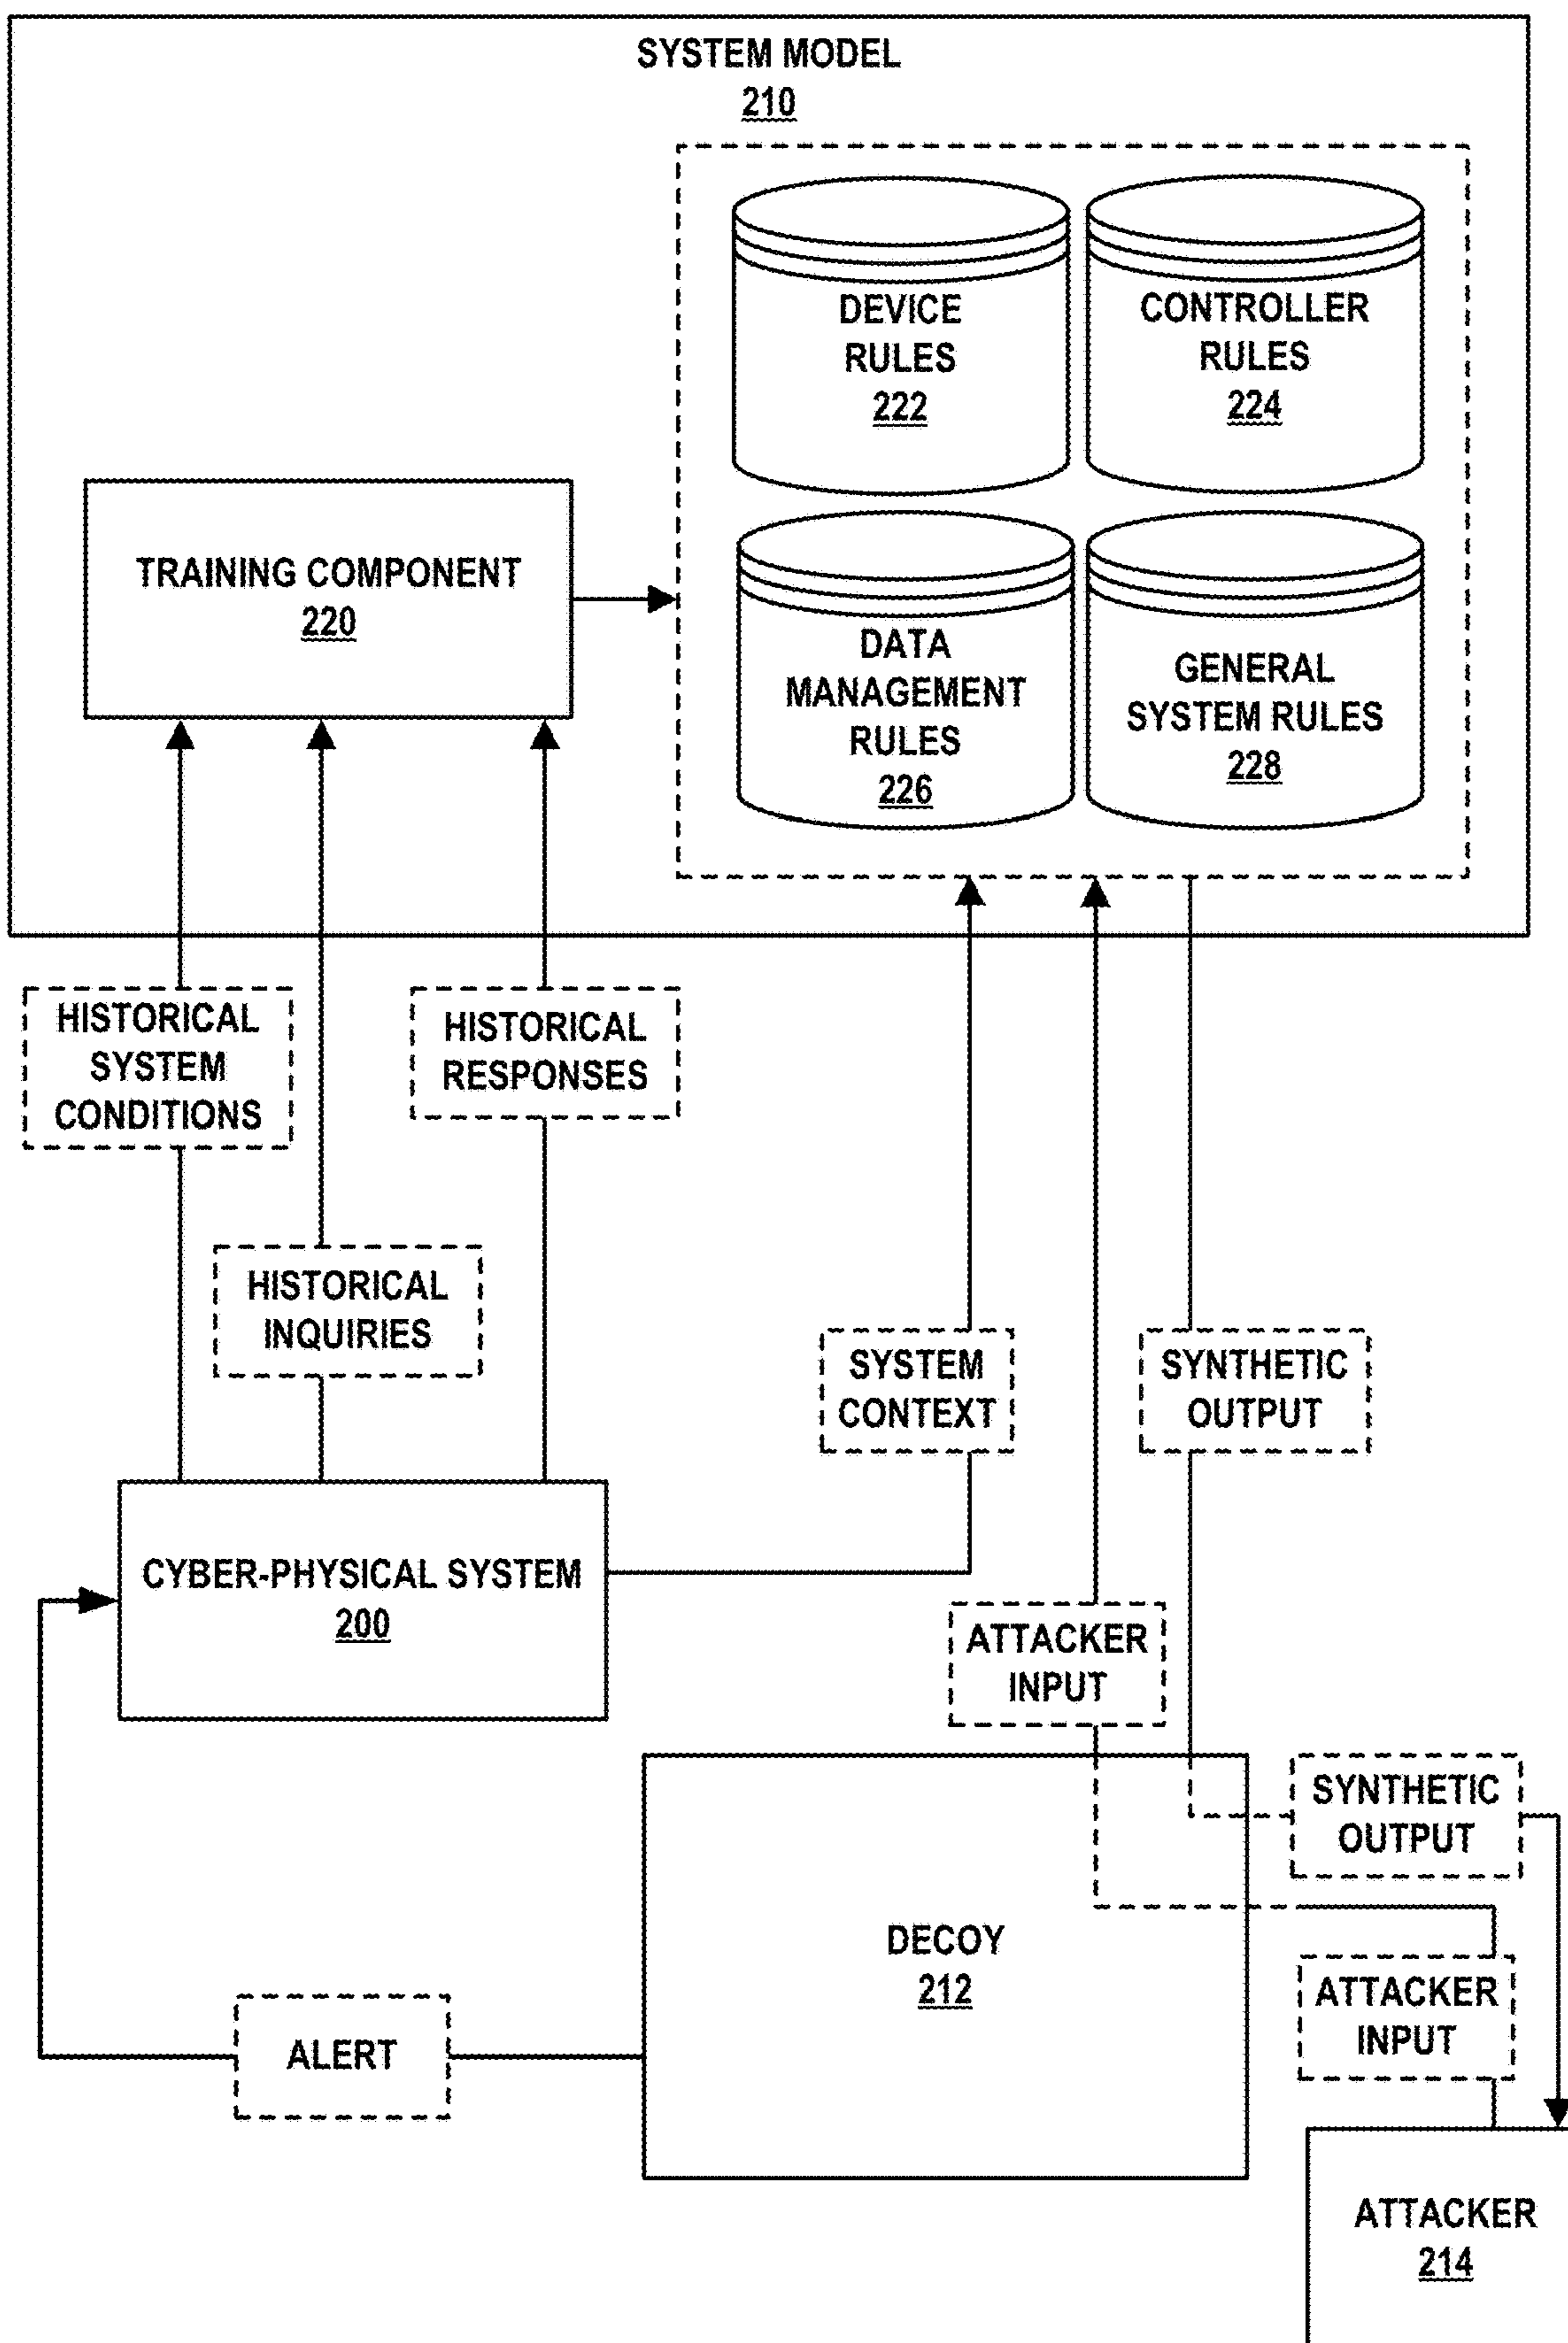 SYSTEM MODEL
210
DEVICE
RULES
222
CONTROLLER
RULES
224
TRAINING COMPONENT
220
DATA
MANAGEMENT
RULES
226
GENERAL
SYSTEM RULES
228
HISTORICAL
SYSTEM
CONDITIONS
HISTORICAL
RESPONSES
HISTORICAL
INQUIRIES
SYSTEM
CONTEXT
SYNTHETIC
OUTPUT
CYBER-PHYSICAL SYSTEM
200
ATTACKER
INPUT
SYNTHETIC
OUTPUT
DECOY
212
ATTACKER
INPUT
ALERT
ATTACKER
214